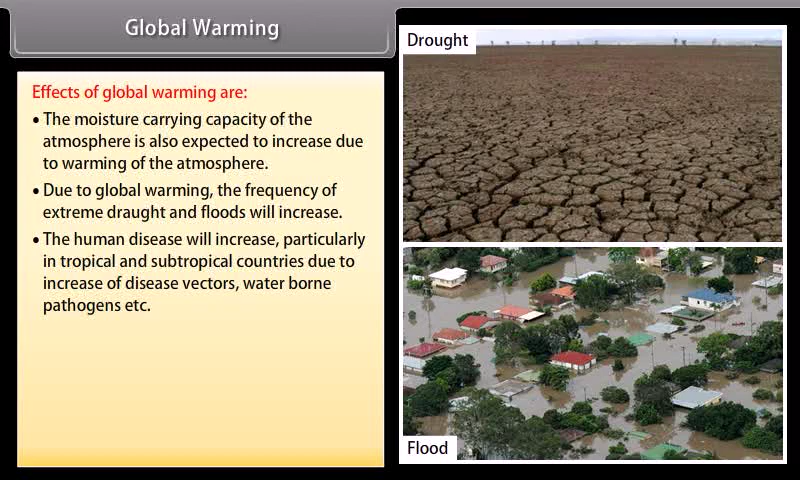 Global Warming
Effects of global warming are:
• The moisture carrying capacity of the
atmosphere is also expected to increase due
to warming of the atmosphere.
• Due to global warming, the frequency of
extreme draught and floods will increase.
• The human disease will increase, particularly
in tropical and subtropical countries due to
increase of disease vectors, water borne
pathogens etc.
Drought
Flood